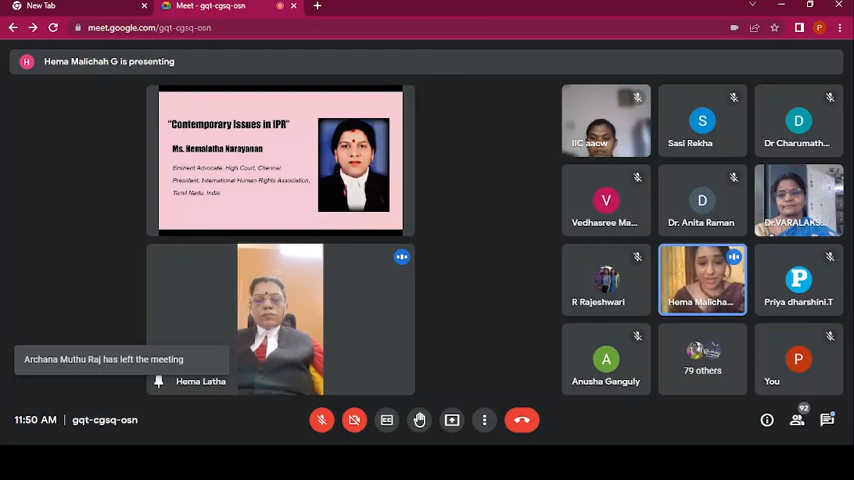 New Tab
Meet - gqt-cgsq-osn
meet.google.com/gqt-cgsq-osn
P
H
Hema Malichah G is presenting
"Contemporary Issues in IPR"
Ms. Hemalatha Narayanan
Eminent Advocate, High Court, Chennai
President, International Human Rights Association,
Tamil Nadu, India
IIC aacw
S
Sasi Rekha
D
Dr Charumath...
V
Vedhasree Ma...
D
Dr. Anita Raman
Dr.VARALAKS...
R Rajeshwari
Hema Malicha...
P
Priya dharshini.T
A
Anusha Ganguly
79 others
P
You
Archana Muthu Raj has left the meeting
Hema Latha
11:50 AM | gqt-cgsq-osn
CC
92